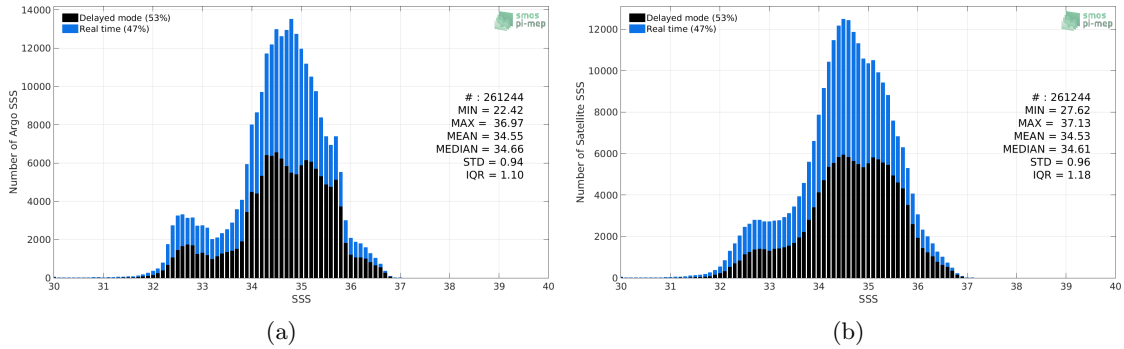 Delayed mode (53%)
Real time (47%)
smos
pi-mep
14000
12000
10000
8000
6000
4000
2000
0
Number of Argo SSS
# : 261244
MIN = 22.42
MAX = 36.97
MEAN = 34.55
MEDIAN = 34.66
STD = 0.94
IQR = 1.10
30 31 32 33 34 35 36 37 38 39 40
SSS
(a)
Delayed mode (53%)
Real time (47%)
smos
pi-mep
12000
10000
8000
6000
4000
2000
0
Number of Satellite SSS
# : 261244
MIN = 27.62
MAX = 37.13
MEAN = 34.53
MEDIAN = 34.61
STD = 0.96
IQR = 1.18
30 31 32 33 34 35 36 37 38 39 40
SSS
(b)